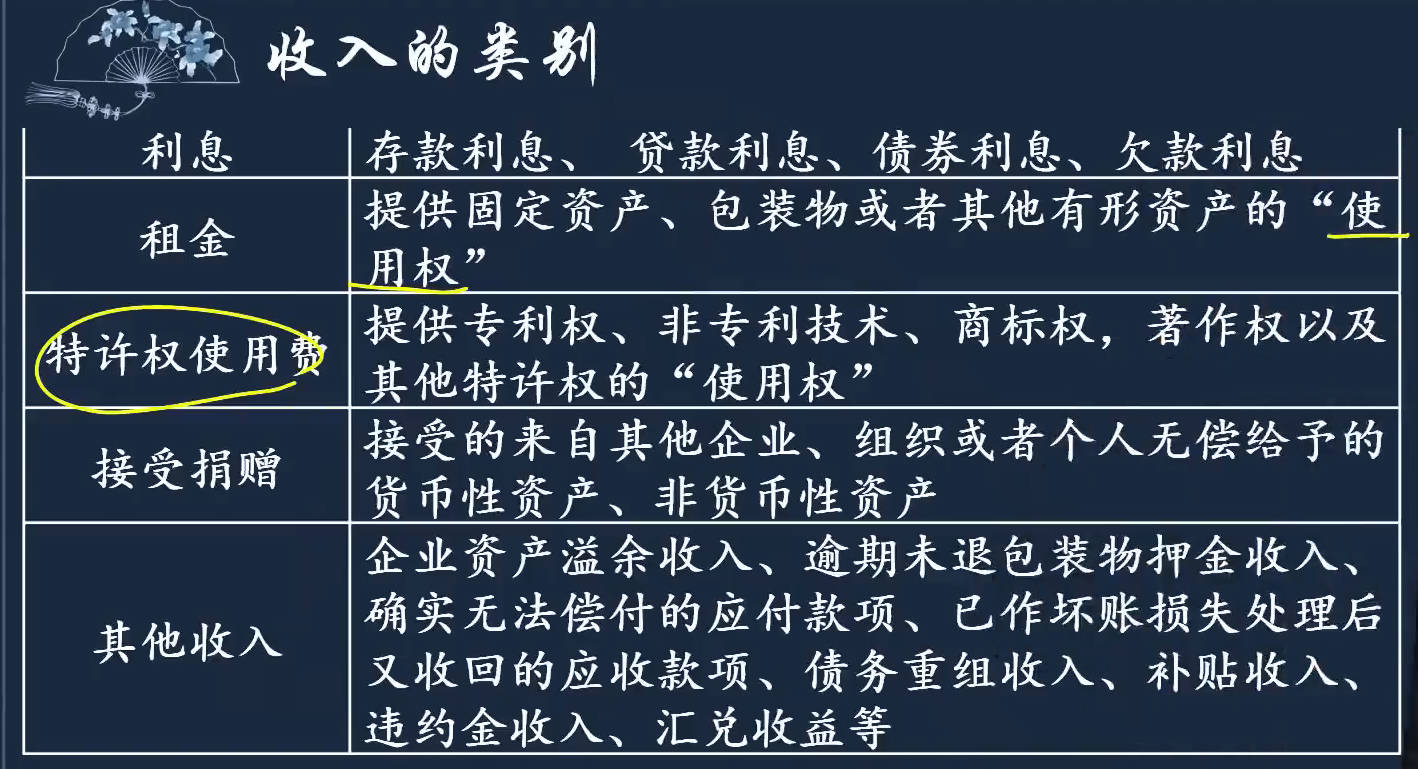 收入的类别
利息
存款利息、 贷款利息、债券利息、欠款利息
租金
提供固定资产、包装物或者其他有形资产的“使
用权”
特许权使用费
提供专利权、非专利技术、商标权，著作权以及
其他特许权的“使用权”
接受捐赠
接受的来自其他企业、组织或者个人无偿给予的
货币性资产、非货币性资产
其他收入
企业资产溢余收入、逾期未退包装物押金收入、
确实无法偿付的应付款项、已作坏账损失处理后
又收回的应收款项、债务重组收入、补贴收入、
违约金收入、汇兑收益等